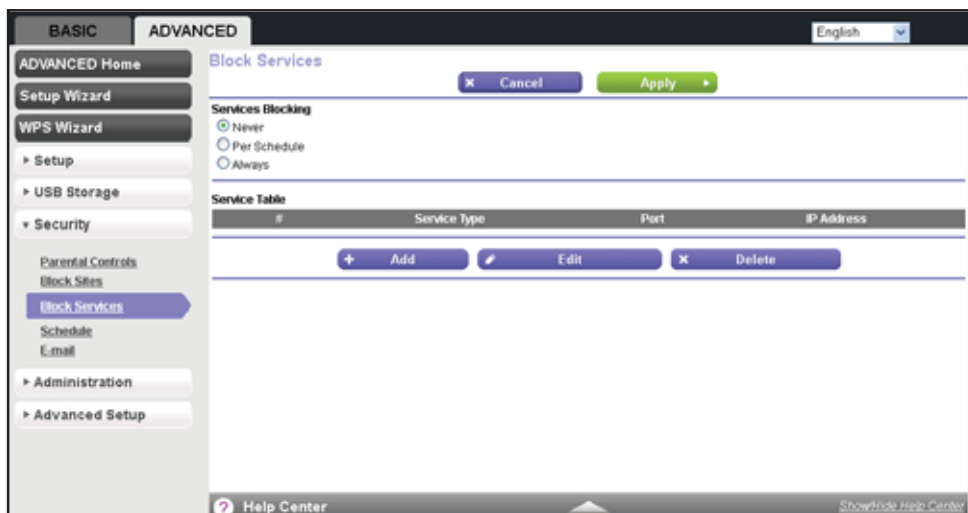 BASIC ADVANCED English
ADVANCED Home
Setup Wizard
WPS Wizard
Setup
USB Storage
Security
Parental Controls
Block Sites
Block Services
Schedule
E-mail
Administration
Advanced Setup
Block Services
Cancel Apply
Services Blocking
Never
Per Schedule
Always
Service Table
# Service Type Port IP Address
Add Edit Delete
Help Center Show/Hide Help Center